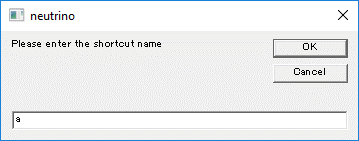 neutrino
Please enter the shortcut name
OK
Cancel
a